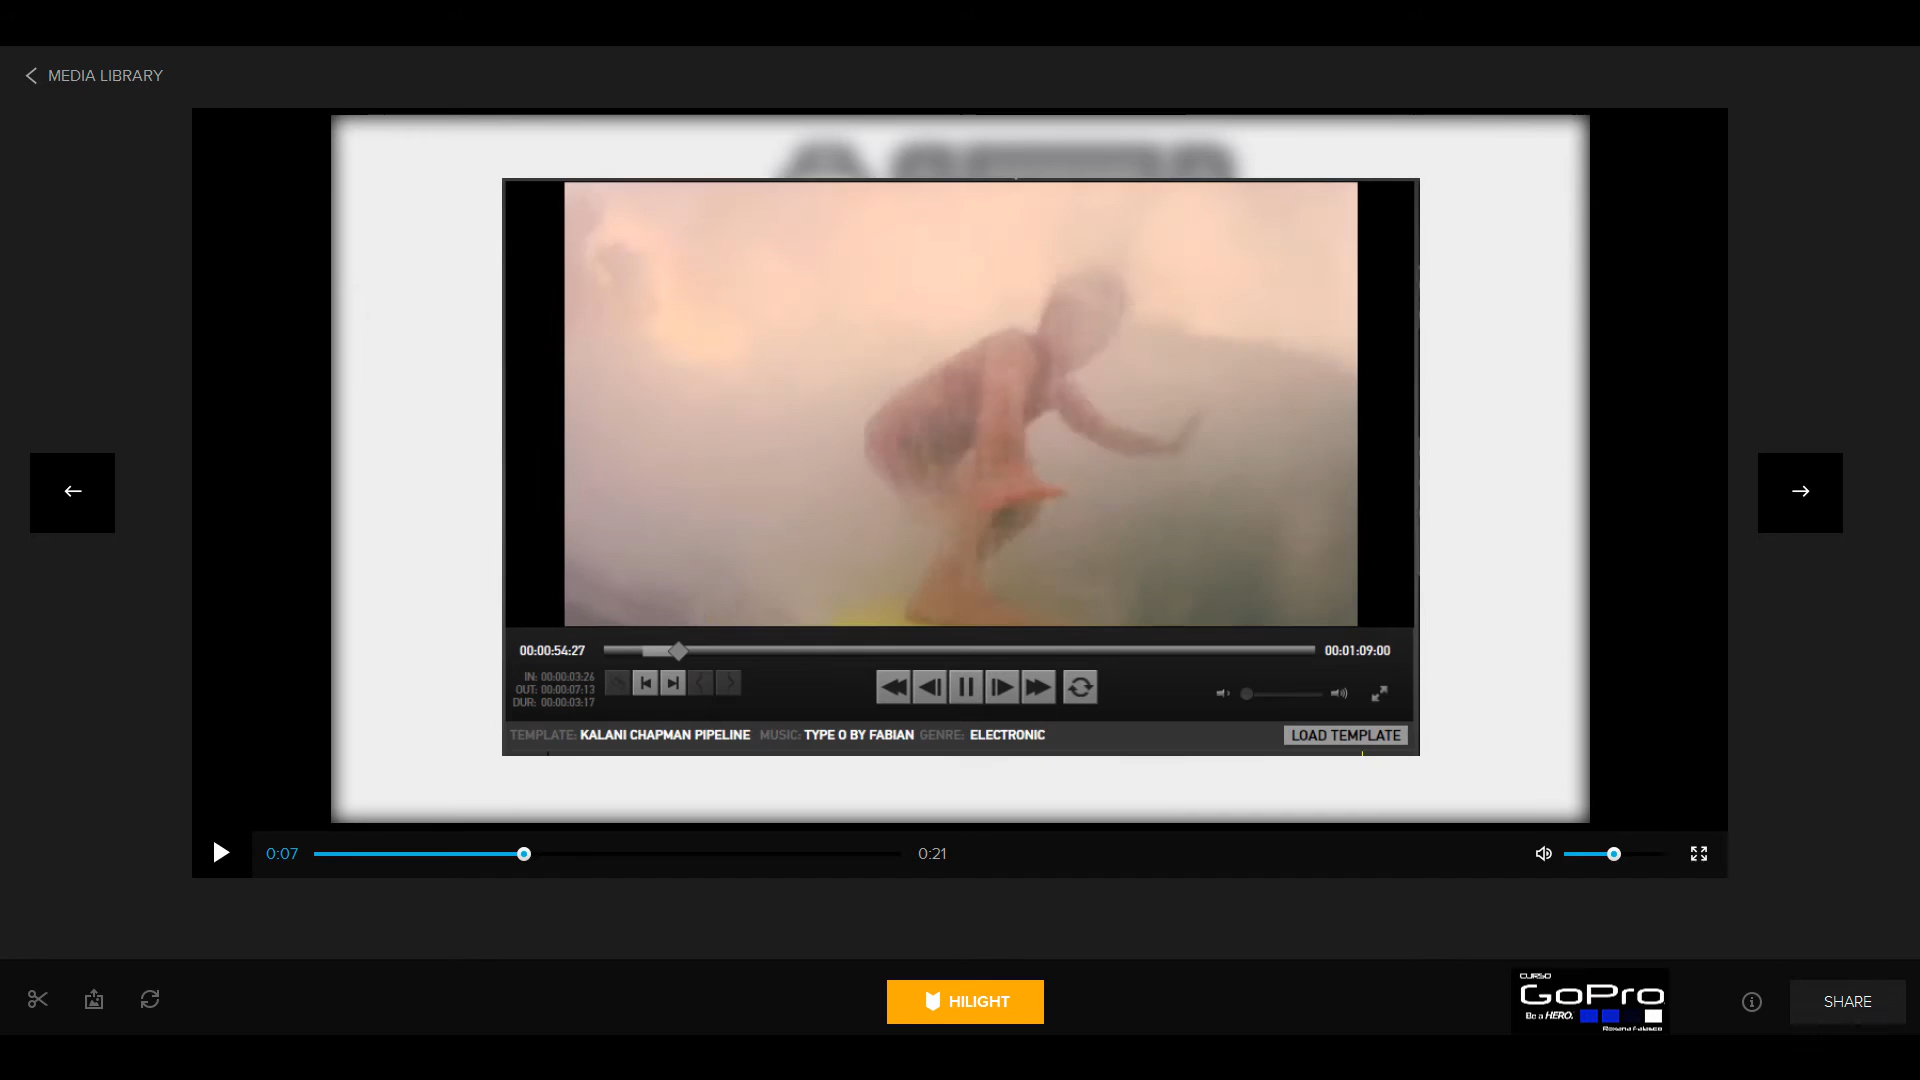 MEDIA LIBRARY
00:00:54:27
00:01:09:00
IN: 00:00:03:26
OUT: 00:00:07:13
DUR: 00:00:03:17
TEMPLATE: KALANI CHAPMAN PIPELINE MUSIC: TYPE O BY FABIAN GENRE: ELECTRONIC LOAD TEMPLATE
0:07
0:21
HILIGHT
CURSO
GoPro
Be a HERO.
SHARE